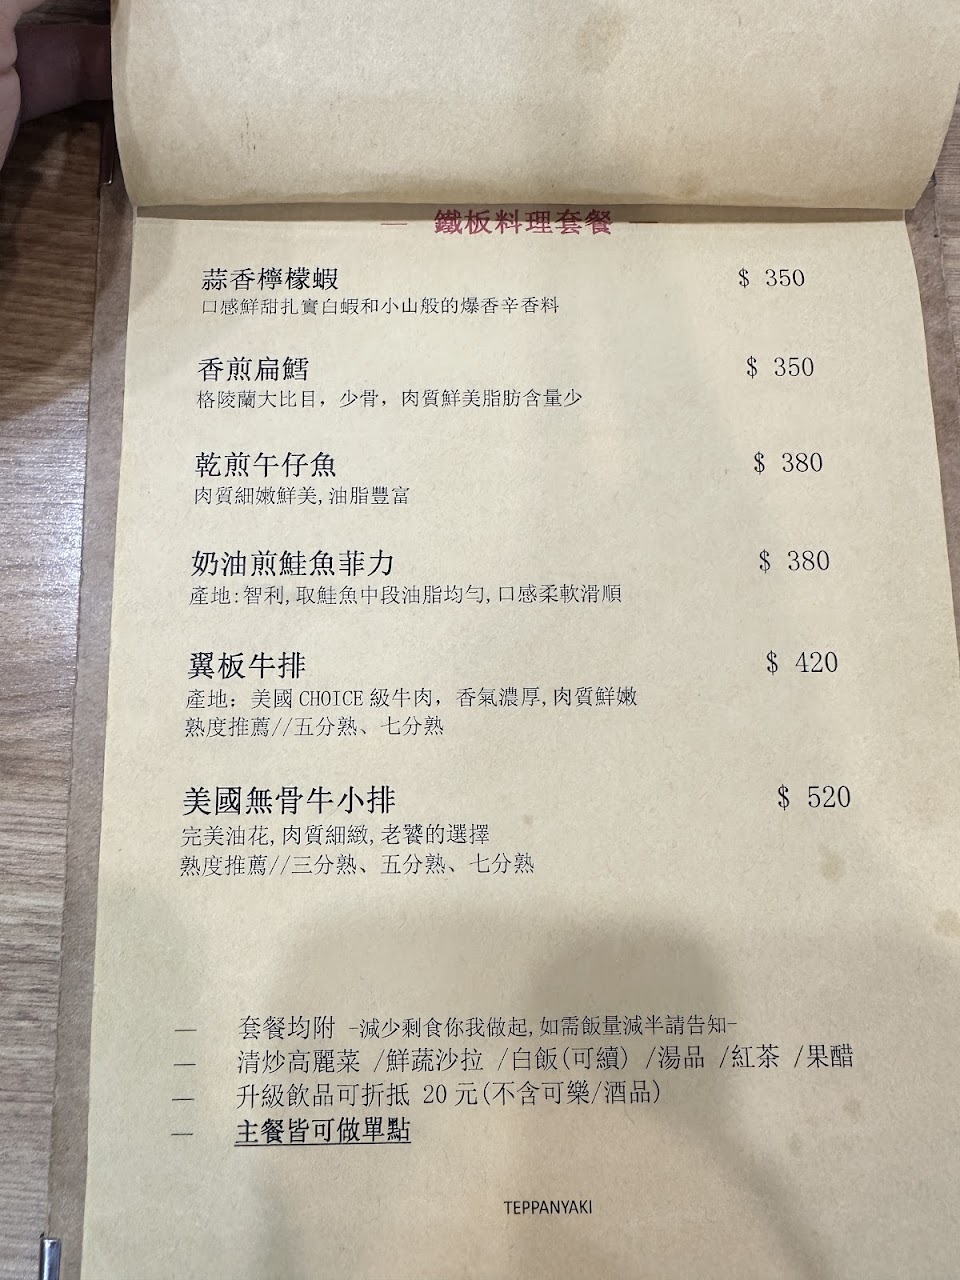 — 鐵板料理套餐 —
蒜香檸檬蝦 $ 350
口感鮮甜扎實白蝦和小山般的爆香辛香料
香煎扁鱈 $ 350
格陵蘭大比目，少骨，肉質鮮美脂肪含量少
乾煎午仔魚 $ 380
肉質細嫩鮮美,油脂豐富
奶油煎鮭魚菲力 $ 380
產地:智利,取鮭魚中段油脂均勻,口感柔軟滑順
翼板牛排 $ 420
產地：美國 CHOICE 級牛肉，香氣濃厚,肉質鮮嫩
熟度推薦//五分熟、七分熟
美國無骨牛小排 $ 520
完美油花,肉質細緻,老饕的選擇
熟度推薦//三分熟、五分熟、七分熟
— 套餐均附 -減少剩食你我做起,如需飯量減半請告知-
— 清炒高麗菜 /鮮蔬沙拉 /白飯(可續) /湯品 /紅茶 /果醋
— 升級飲品可折抵 20 元(不含可樂/酒品)
— 主餐皆可做單點
TEPPANYAKI